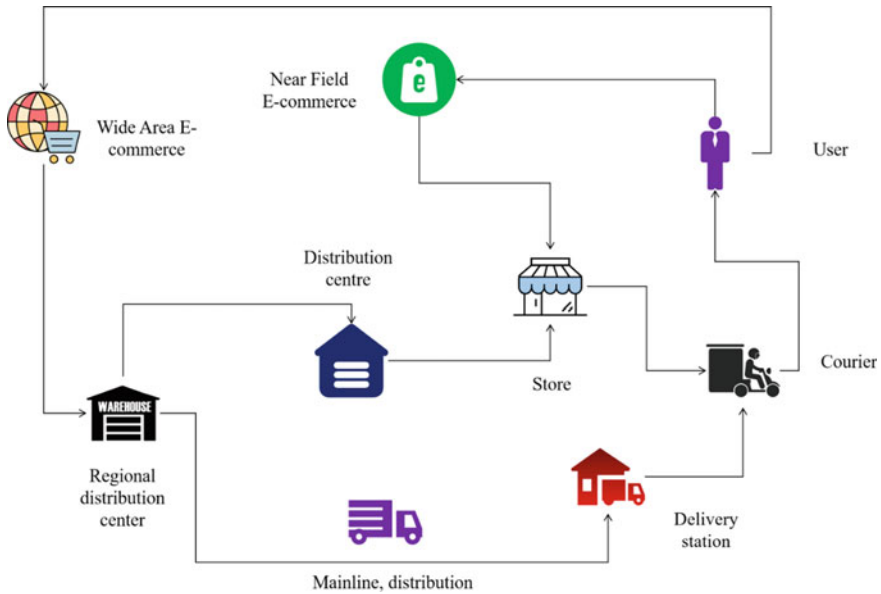 Near Field
E-commerce
e
Wide Area E-
commerce
User
Distribution
centre
Store
Courier
WAREHOUSE
Regional
distribution
center
Delivery
station
Mainline, distribution